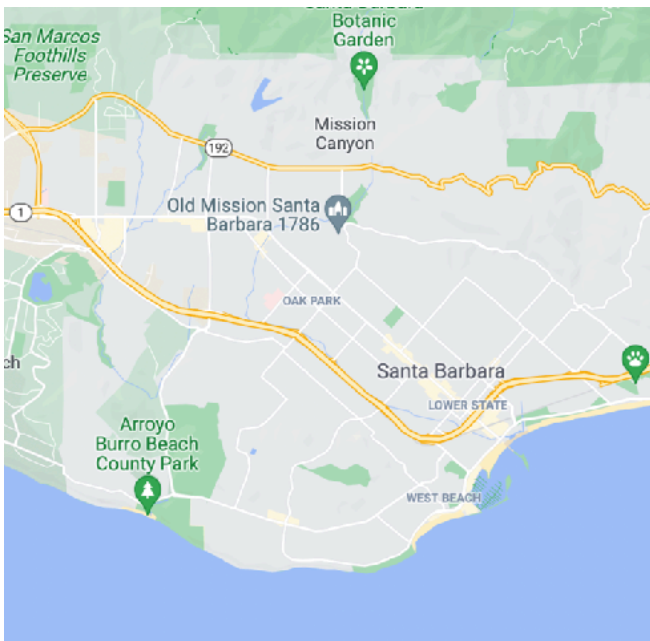 Botanic
Garden
San Marcos
Foothills
Preserve
Mission
Canyon
192
Old Mission Santa
Barbara 1786
1
OAK PARK
ch
Santa Barbara
LOWER STATE
Arroyo
Burro Beach
County Park
WEST BEACH